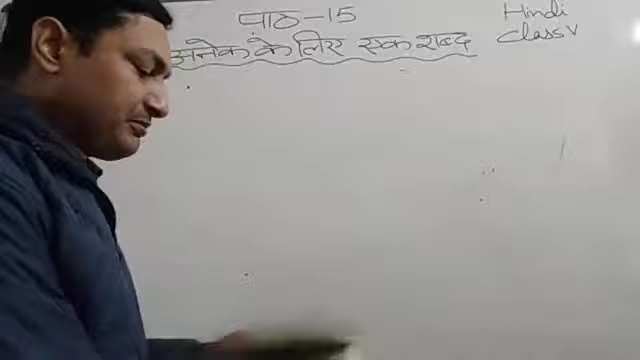 पाठ-15
Hindi
अनेक के लिए एक शब्द
Class V